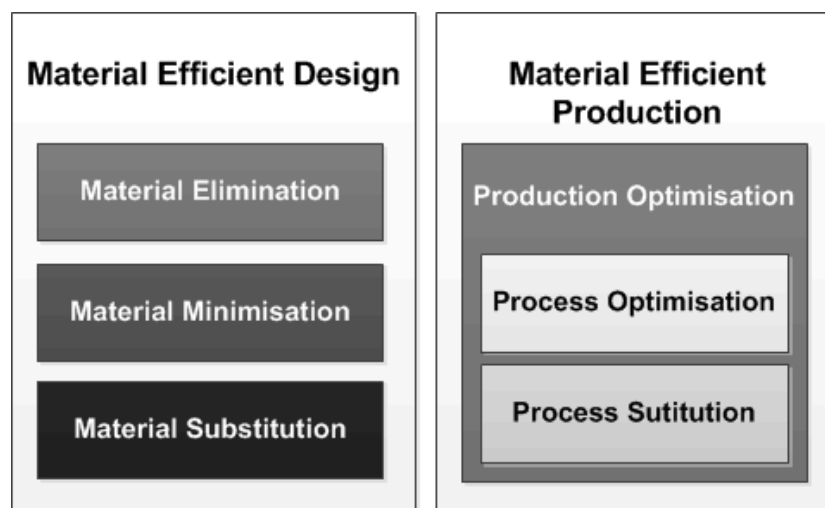 Material Efficient Design
Material Elimination
Material Minimisation
Material Substitution
Material Efficient
Production
Production Optimisation
Process Optimisation
Process Sutitution